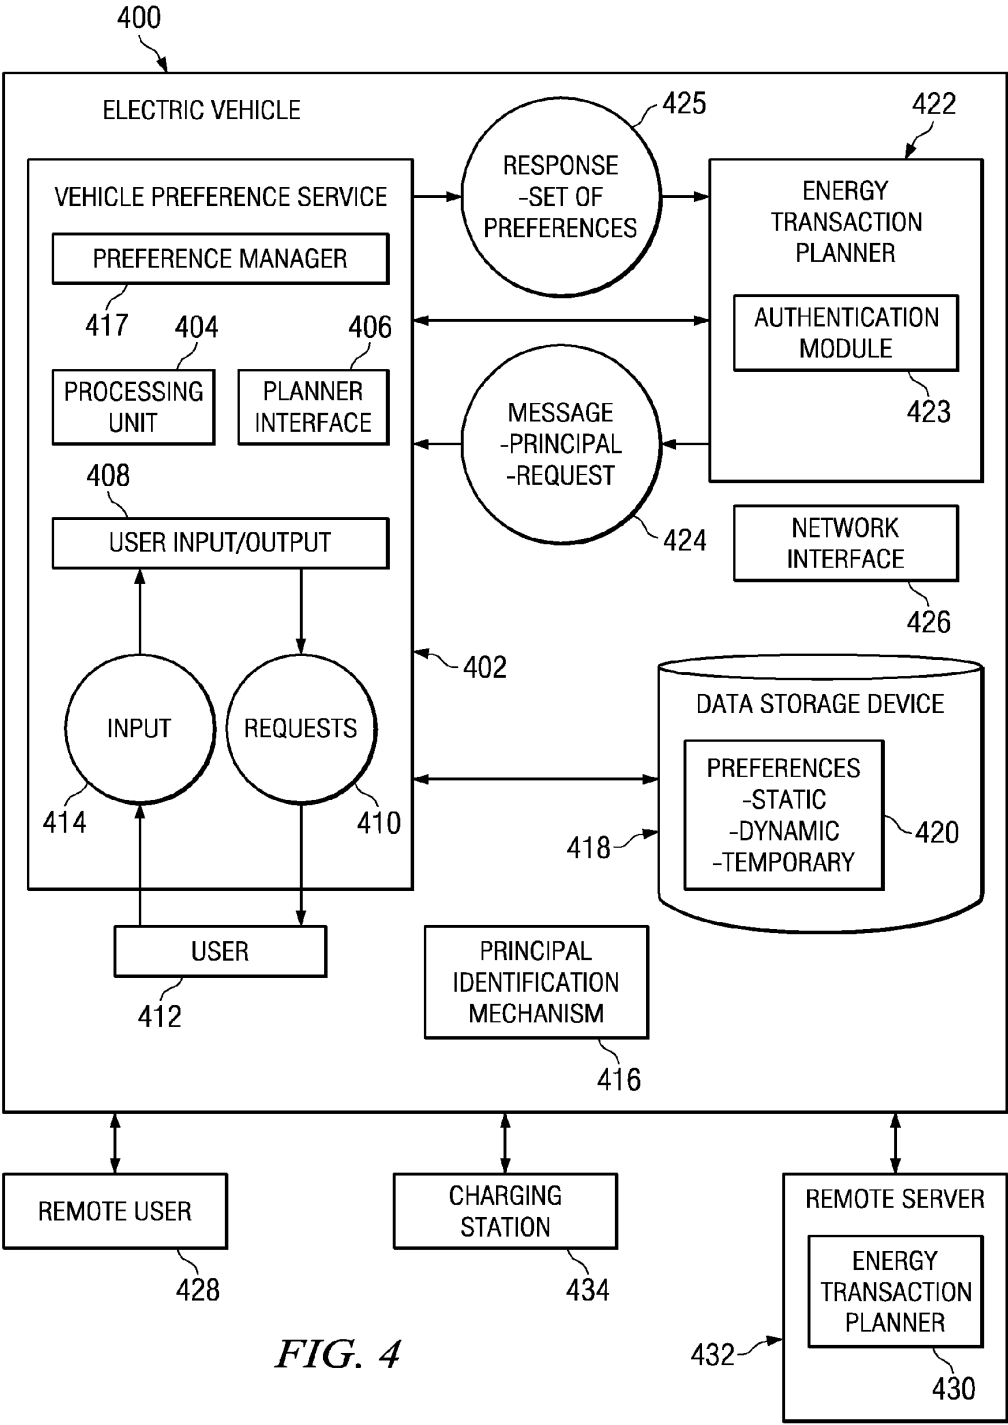 400
ELECTRIC VEHICLE
VEHICLE PREFERENCE SERVICE
PREFERENCE MANAGER
417
404
PROCESSING
UNIT
406
PLANNER
INTERFACE
408
USER INPUT/OUTPUT
INPUT
414
REQUESTS
410
402
USER
412
425
RESPONSE
-SET OF
PREFERENCES
MESSAGE
-PRINCIPAL
-REQUEST
424
422
ENERGY
TRANSACTION
PLANNER
AUTHENTICATION
MODULE
423
NETWORK
INTERFACE
426
DATA STORAGE DEVICE
PREFERENCES
-STATIC
-DYNAMIC
-TEMPORARY
418
420
PRINCIPAL
IDENTIFICATION
MECHANISM
416
REMOTE USER
428
CHARGING
STATION
434
REMOTE SERVER
ENERGY
TRANSACTION
PLANNER
432
430
FIG. 4